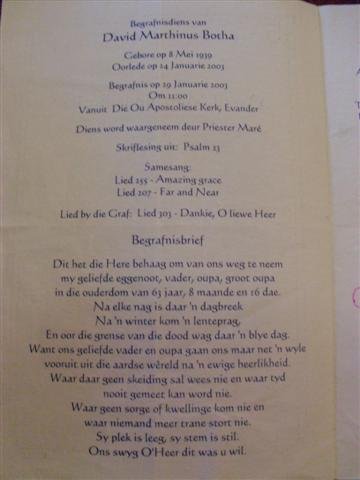 Begrafnisdiens van
David Marthinus Botha
Gebore op 8 Mei 1939
Oorlede op 24 Januarie 2003
Begrafnis op 29 Januarie 2003
Om 11:00
Vanuit Die Ou Apostoliese Kerk, Evander
Diens word waargeneem deur Priester Maré
Skriflesing uit: Psalm 23
Samesang:
Lied 255 - Amazing grace
Lied 207 - Far and Near
Lied by die Graf: Lied 303 - Dankie, O liewe Heer
Begrafnisbrief
Dit het die Here behaag om van ons weg te neem
my geliefde eggenoot, vader, oupa, groot oupa
in die ouderdom van 63 jaar, 8 maande en 16 dae.
Na elke nag is daar 'n dagbreek
Na 'n winter kom 'n lenteprag,
En oor die grense van die dood wag daar 'n blye dag.
Want ons geliefde vader en oupa gaan ons maar net 'n wyle
vooruit uit die aardse wêreld na 'n ewige heerlikheid.
Waar daar geen skeiding sal wees nie en waar tyd
nooit gemeet kan word nie.
Waar geen sorge of kwellinge kom nie en
waar niemand meer trane stort nie.
Sy plek is leeg, sy stem is stil.
Ons swyg O'Heer dit was u wil.